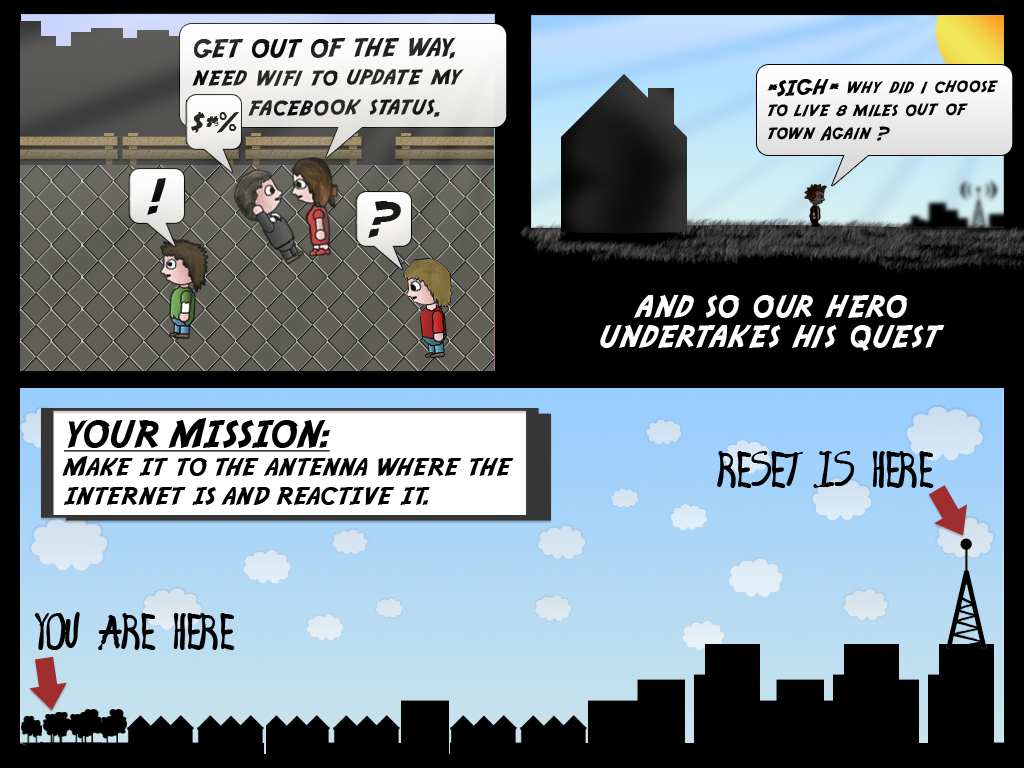 GET OUT OF THE WAY,
NEED WIFI TO UPDATE MY
FACEBOOK STATUS.
$*%
!
?
*SIGH* WHY DID I CHOOSE
TO LIVE 8 MILES OUT OF
TOWN AGAIN ?
AND SO OUR HERO
UNDERTAKES HIS QUEST
YOUR MISSION:
MAKE IT TO THE ANTENNA WHERE THE
INTERNET IS AND REACTIVE IT.
RESET IS HERE
YOU ARE HERE